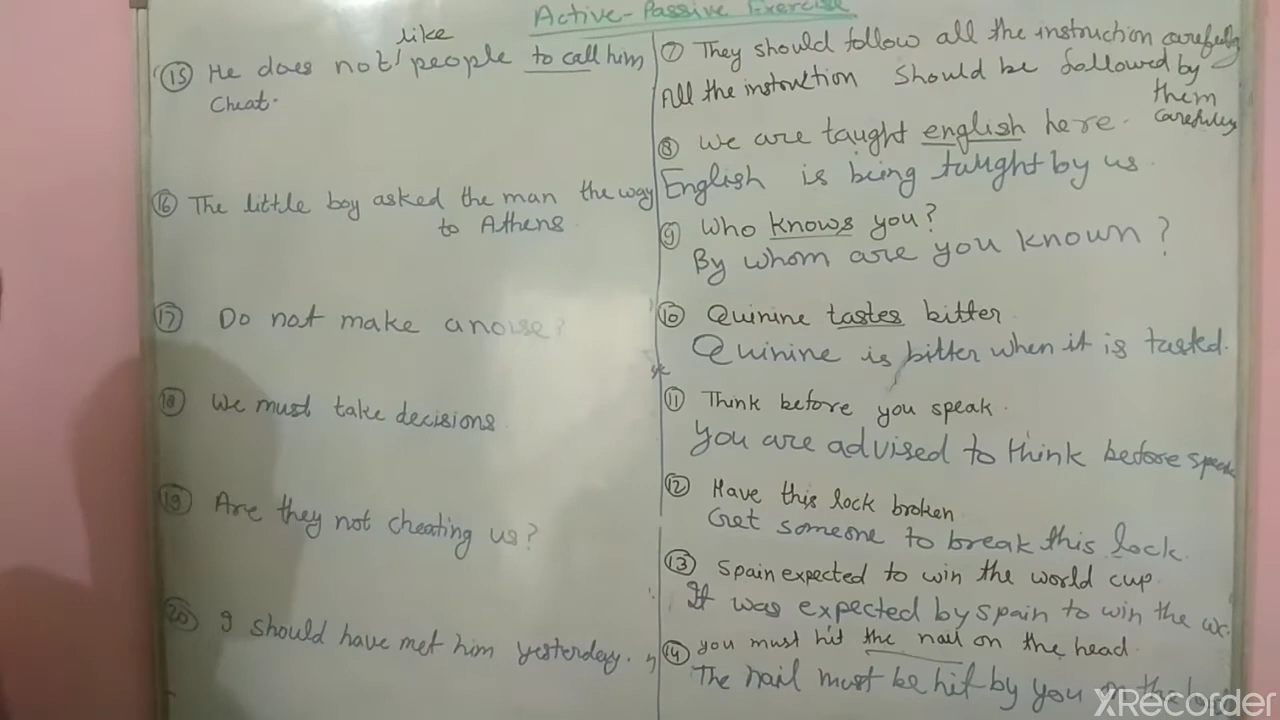 Active-Passive Exercise
(15) He does not like people to call him
Cheat.
(16) The little boy asked the man the way
to Athens
(17) Do not make a noise?
(18) We must take decisions
(19) Are they not cheating us?
(20) I should have met him yesterday.
(7) They should follow all the instruction carefully
All the instruction should be followed by
them
carefully
(8) We are taught english here.
English is being taught by us.
(9) Who knows you?
By whom are you known?
(10) Quinine tastes bitter
Quinine is bitter when it is tasted.
(11) Think before you speak.
You are advised to think before speak
(12) Have this lock broken
Get someone to break this lock.
(13) Spain expected to win the world cup.
It was expected by spain to win the wc.
(14) you must hit the nail on the head.
The nail must be hit by you on the
XRecorder